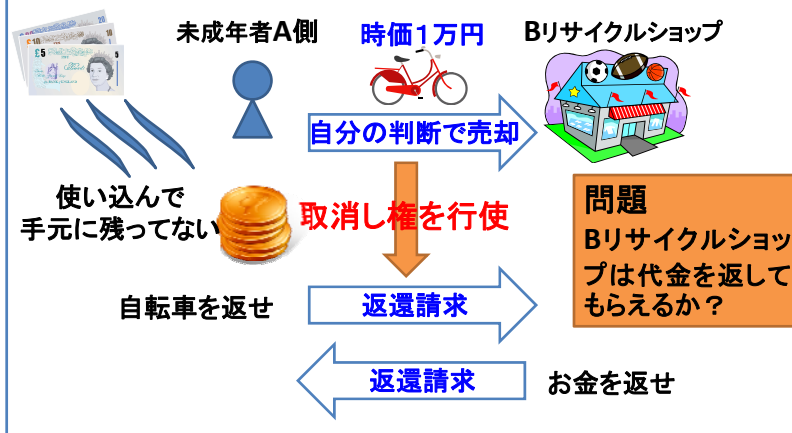 未成年者A側
時価1万円
Bリサイクルショップ
£5
£10
20
自分の判断で売却
使い込んで
手元に残ってない
取消し権を行使
問題
Bリサイクルショッ
プは代金を返して
もらえるか？
自転車を返せ
返還請求
返還請求
お金を返せ